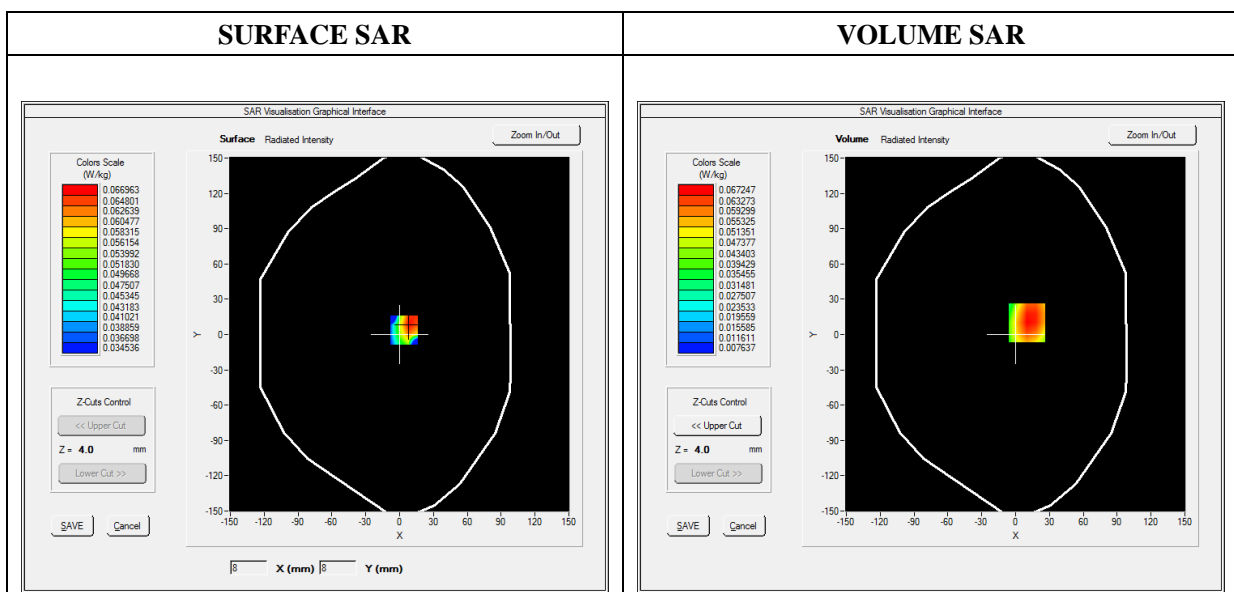 SURFACE SAR
SAR Visualisation Graphical Interface
Surface Radiated Intensity
Zoom In/Out
Colors Scale
(W/kg)
0.066963
0.064801
0.062639
0.060477
0.058315
0.056154
0.053992
0.051830
0.049668
0.047507
0.045345
0.043183
0.041021
0.038859
0.036698
0.034536
Z-Cuts Control
<< Upper Cut
Z = 4.0 mm
Lower Cut >>
SAVE Cancel
150
120
90
60
30
0
-30
-60
-90
-120
-150
Y
-150 -120 -90 -60 -30 0 30 60 90 120 150
X
8 X (mm) 8 Y (mm)
VOLUME SAR
SAR Visualisation Graphical Interface
Volume Radiated Intensity
Zoom In/Out
Colors Scale
(W/kg)
0.067247
0.063273
0.059299
0.055325
0.051351
0.047377
0.043403
0.039429
0.035455
0.031481
0.027507
0.023533
0.019559
0.015585
0.011611
0.007637
Z-Cuts Control
<< Upper Cut
Z = 4.0 mm
Lower Cut >>
SAVE Cancel
150
120
90
60
30
0
-30
-60
-90
-120
-150
Y
-150 -120 -90 -60 -30 0 30 60 90 120 150
X